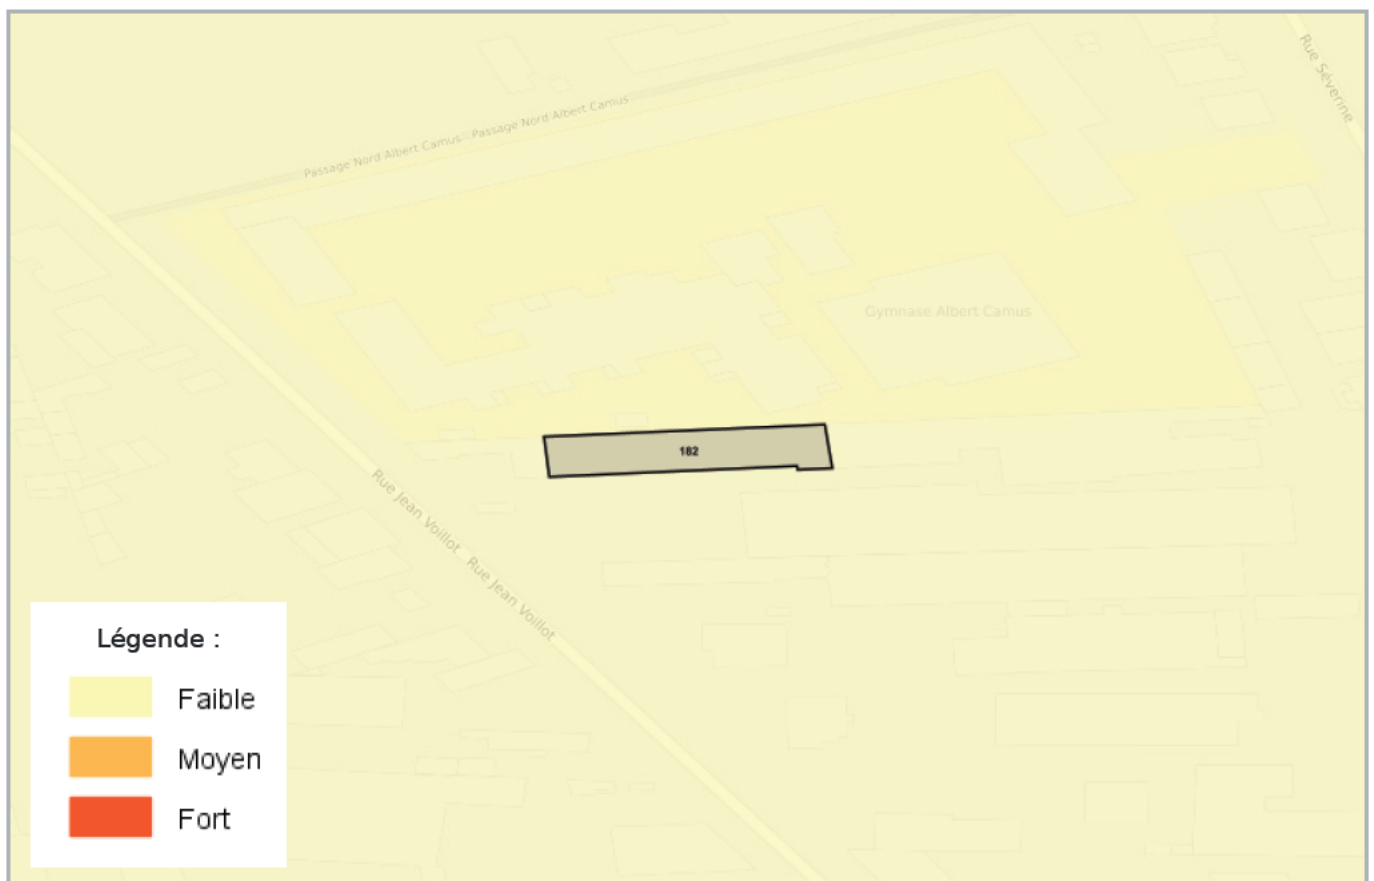 Rue Séverine
Passage Nord Albert Camus Passage Nord Albert Camus
Gymnase Albert Camus
182
Rue Jean Voillot Rue Jean Voillot
Légende :
Faible
Moyen
Fort